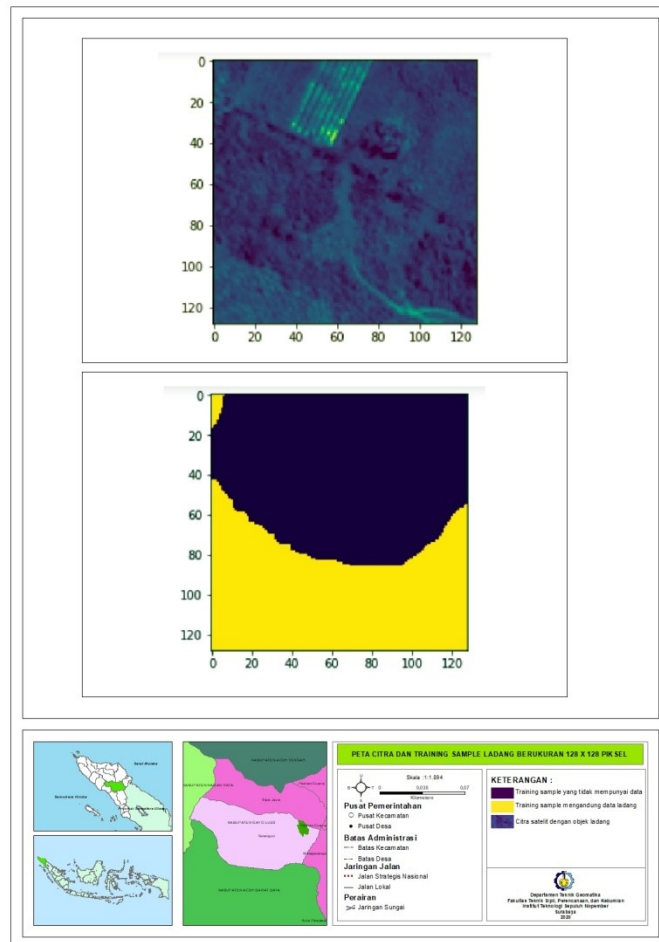 0
20
40
60
80
100
120
0 20 40 60 80 100 120
0
20
40
60
80
100
120
0 20 40 60 80 100 120
PETA CITRA DAN TRAINING SAMPLE LADANG BERUKURAN 128 X 128 PIKSEL
Skala :1:1.884
Kilometers
Pusat Pemerintahan
Pusat Kecamatan
Pusat Desa
Batas Administrasi
Batas Kecamatan
Batas Desa
Jaringan Jalan
Jalan Strategis Nasional
Jalan Lokal
Perairan
Jaringan Sungai
KETERANGAN :
Training sample yang tidak mempunyai data
Training sample mengandung data ladang
Citra satelit dengan objek ladang
Departemen Teknik Geomatika
Fakultas Teknik Sipil, Perencanaan, dan Kebumian
Institut Teknologi Sepuluh Nopember
Surabaya
2020